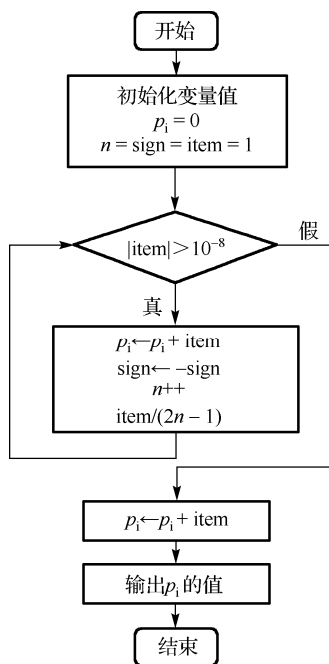 开始
初始化变量值
pᵢ = 0
n = sign = item = 1
|item|>10⁻⁸
假
真
pᵢ←pᵢ + item
sign← –sign
n++
item/(2n – 1)
pᵢ←pᵢ + item
输出pᵢ的值
结束